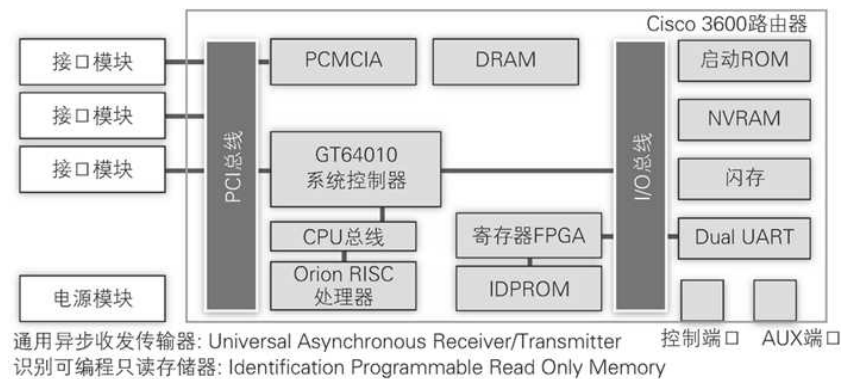 Cisco 3600路由器
接口模块
接口模块
接口模块
电源模块
PCI总线
PCMCIA
DRAM
GT64010
系统控制器
CPU总线
Orion RISC
处理器
寄存器FPGA
IDPROM
I/O总线
启动ROM
NVRAM
闪存
Dual UART
控制端口
AUX端口
通用异步收发传输器: Universal Asynchronous Receiver/Transmitter
识别可编程只读存储器: Identification Programmable Read Only Memory